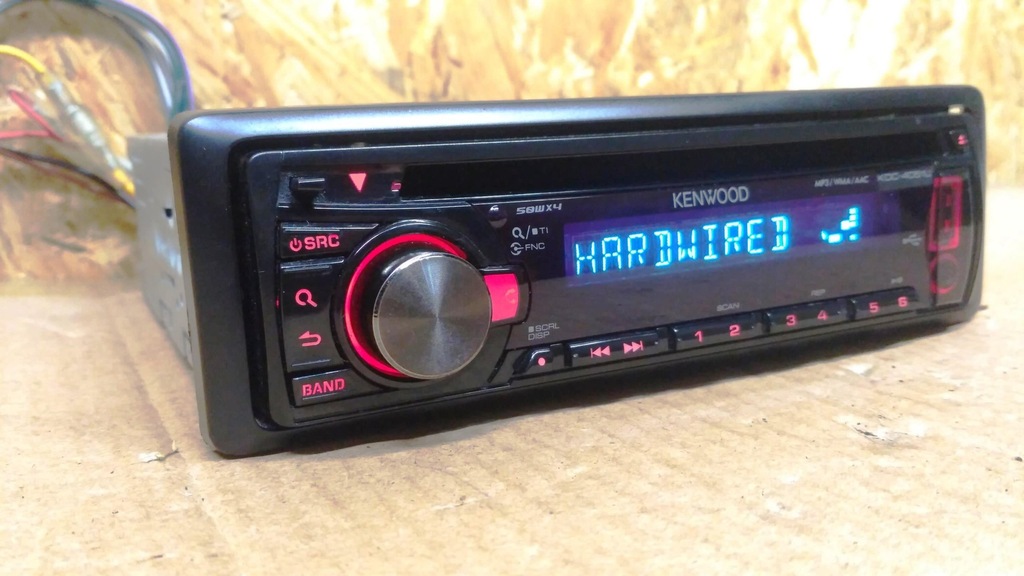 50W x 4
KENWOOD
MP3/WMA/AAC
SRC
/ TI
FNC
HARDWIRED
BAND
SCRL
DISP
SCAN
REP
1 2 3 4 5 6